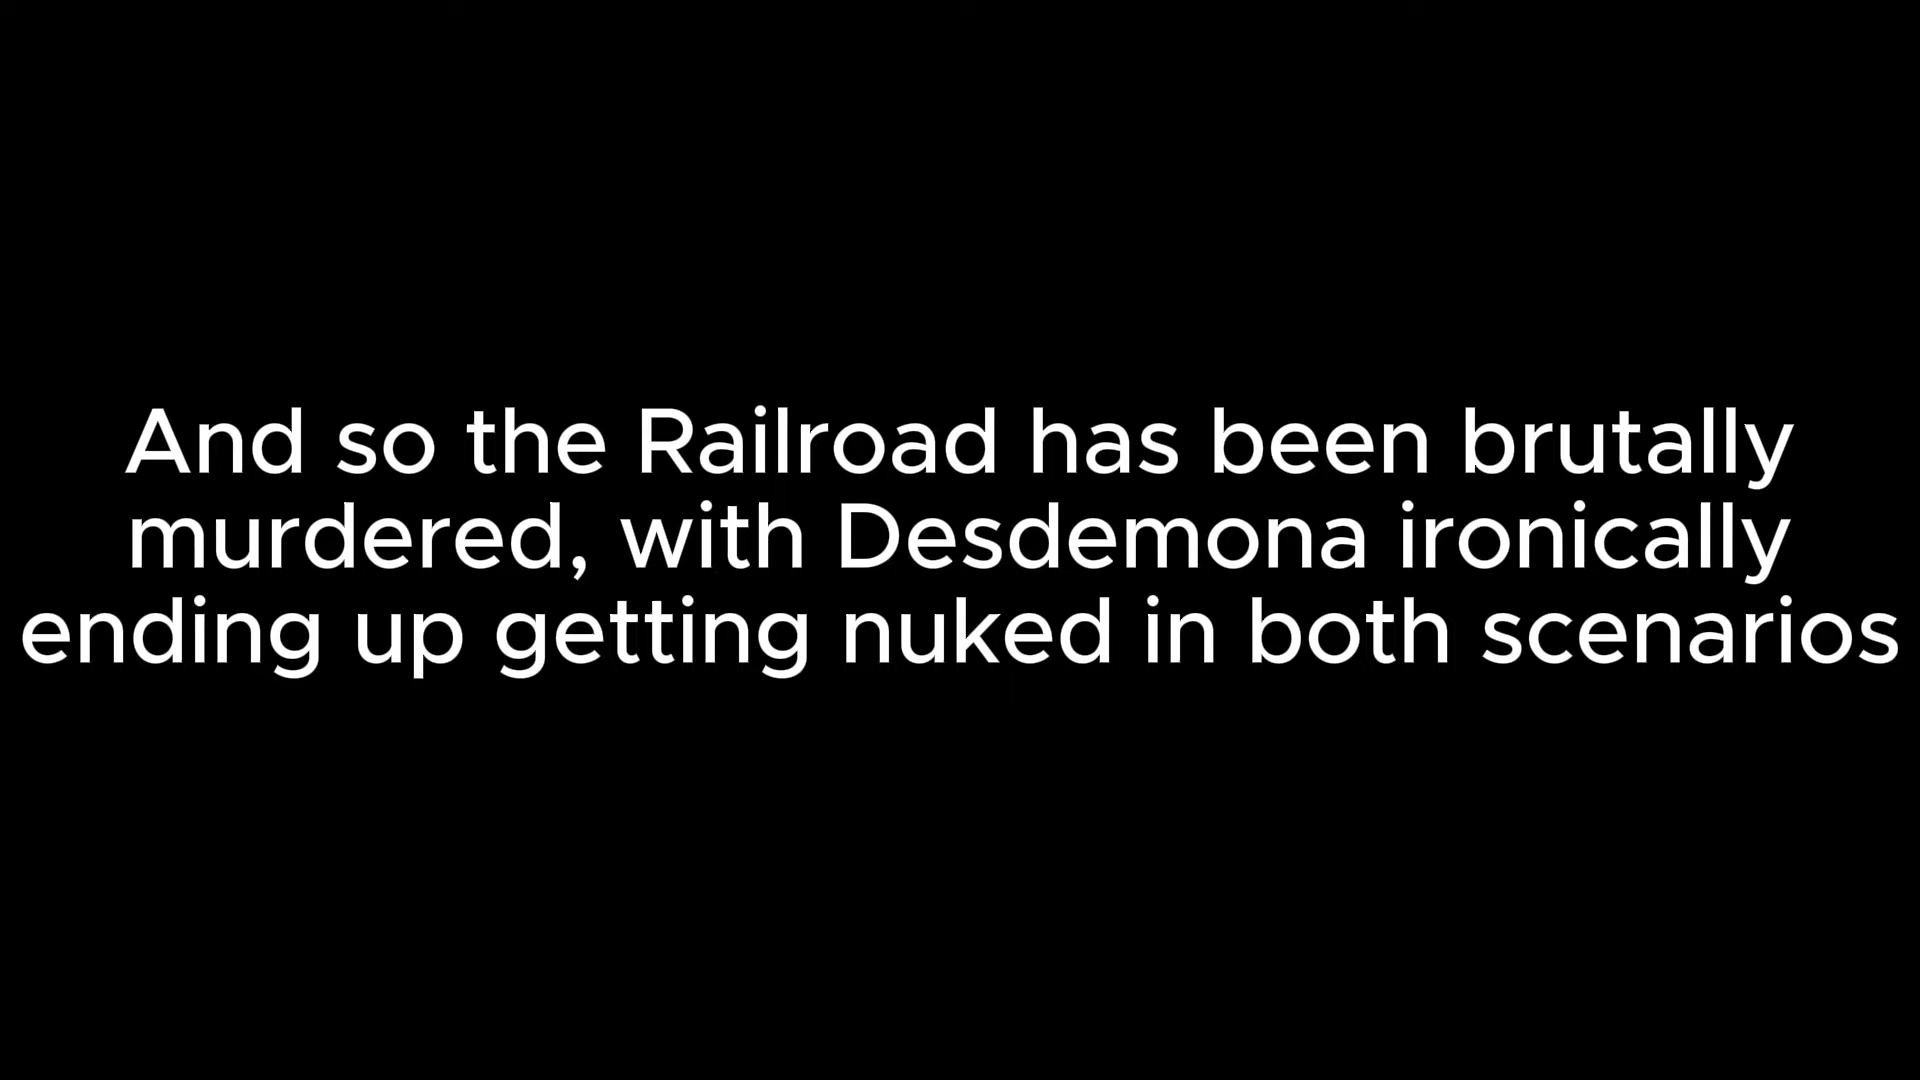 And so the Railroad has been brutally
murdered, with Desdemona ironically
ending up getting nuked in both scenarios